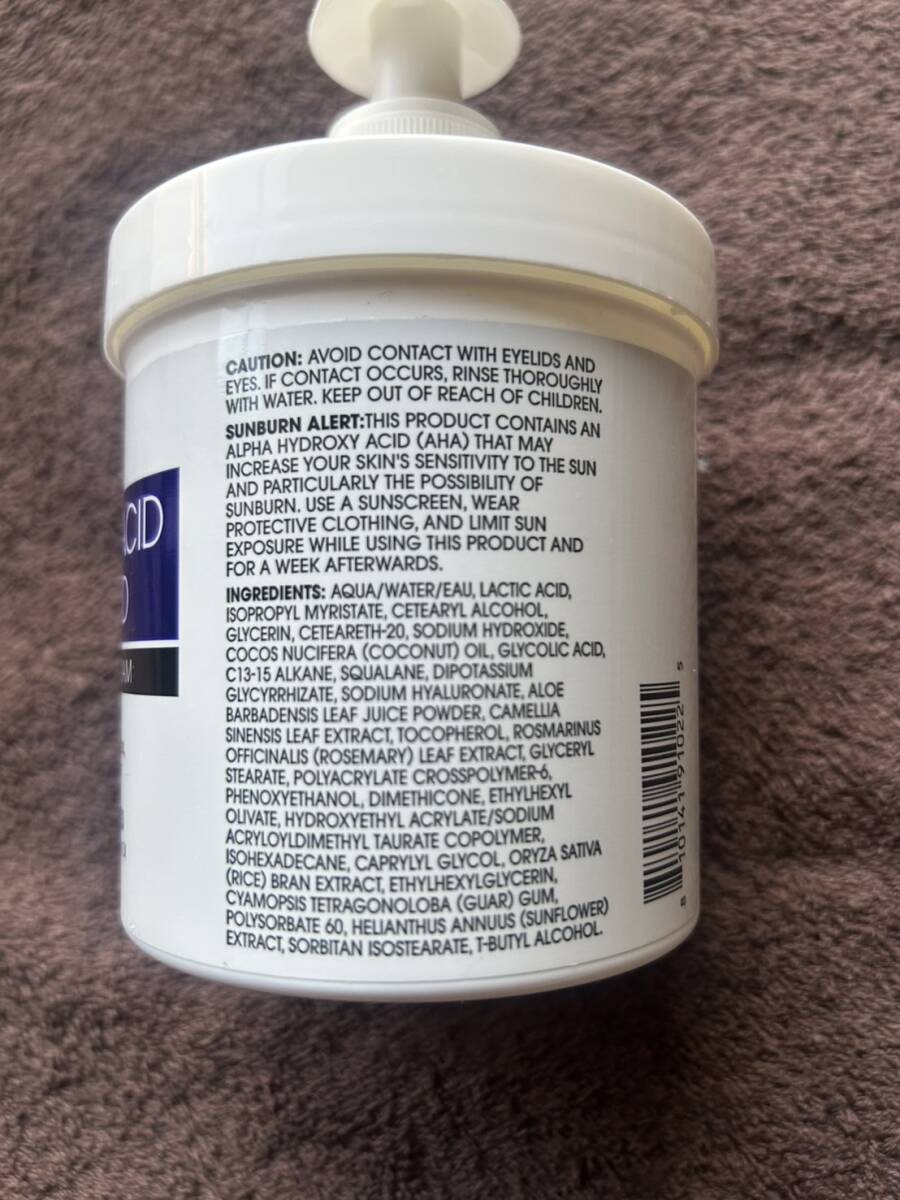 CAUTION: AVOID CONTACT WITH EYELIDS AND
EYES. IF CONTACT OCCURS, RINSE THOROUGHLY
WITH WATER. KEEP OUT OF REACH OF CHILDREN.
SUNBURN ALERT:THIS PRODUCT CONTAINS AN
ALPHA HYDROXY ACID (AHA) THAT MAY
INCREASE YOUR SKIN'S SENSITIVITY TO THE SUN
AND PARTICULARLY THE POSSIBILITY OF
SUNBURN. USE A SUNSCREEN, WEAR
PROTECTIVE CLOTHING, AND LIMIT SUN
EXPOSURE WHILE USING THIS PRODUCT AND
FOR A WEEK AFTERWARDS.
INGREDIENTS: AQUA/WATER/EAU, LACTIC ACID,
ISOPROPYL MYRISTATE, CETEARYL ALCOHOL,
GLYCERIN, CETEARETH-20, SODIUM HYDROXIDE,
COCOS NUCIFERA (COCONUT) OIL, GLYCOLIC ACID,
C13-15 ALKANE, SQUALANE, DIPOTASSIUM
GLYCYRRHIZATE, SODIUM HYALURONATE, ALOE
BARBADENSIS LEAF JUICE POWDER, CAMELLIA
SINENSIS LEAF EXTRACT, TOCOPHEROL, ROSMARINUS
OFFICINALIS (ROSEMARY) LEAF EXTRACT, GLYCERYL
STEARATE, POLYACRYLATE CROSSPOLYMER-6,
PHENOXYETHANOL, DIMETHICONE, ETHYLHEXYL
OLIVATE, HYDROXYETHYL ACRYLATE/SODIUM
ACRYLOYLDIMETHYL TAURATE COPOLYMER,
ISOHEXADECANE, CAPRYLYL GLYCOL, ORYZA SATIVA
(RICE) BRAN EXTRACT, ETHYLHEXYLGLYCERIN,
CYAMOPSIS TETRAGONOLOBA (GUAR) GUM,
POLYSORBATE 60, HELIANTHUS ANNUUS (SUNFLOWER)
EXTRACT, SORBITAN ISOSTEARATE, T-BUTYL ALCOHOL.
8 10141 91022 5